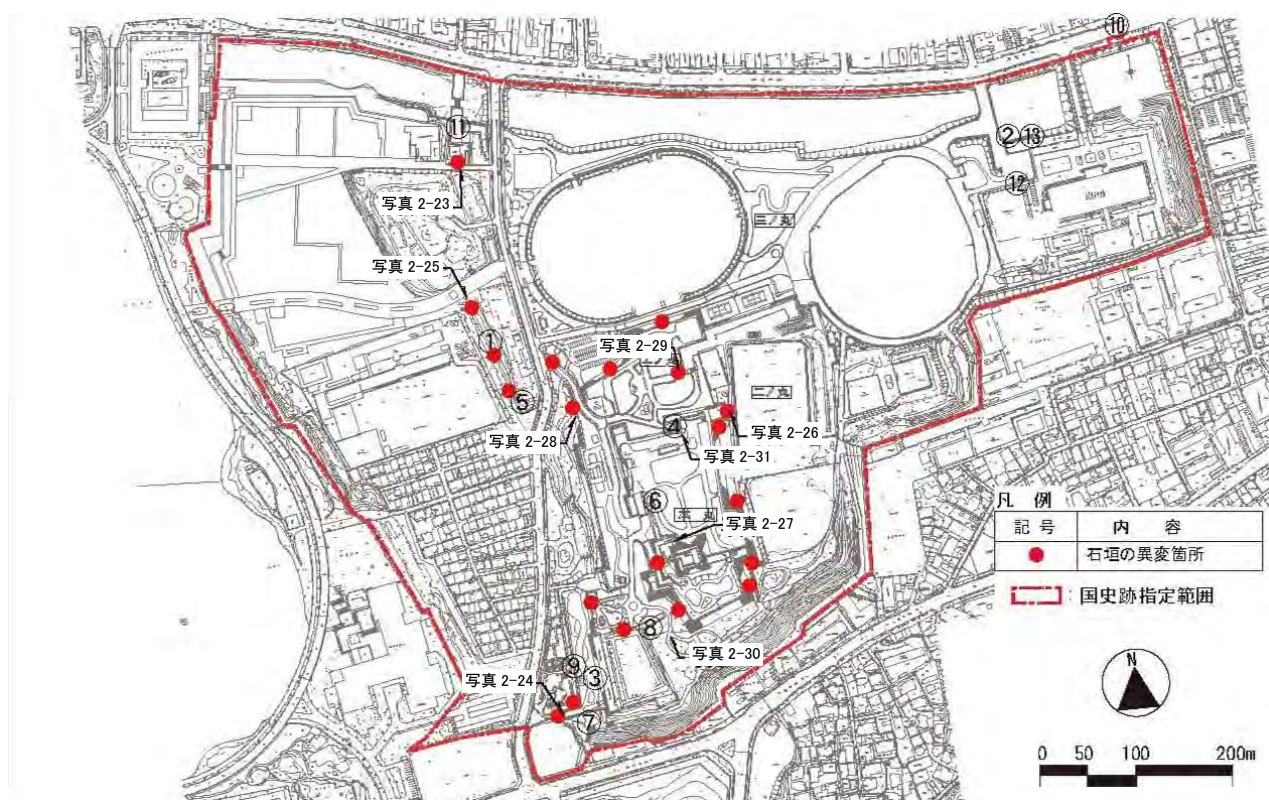 ⑩
⑪
② ⑬
⑫
写真 2-23
三ノ丸
写真 2-25
①
写真 2-29
⑤
二ノ丸
写真 2-28
④
写真 2-26
写真 2-31
⑥
写真 2-27
凡 例
記 号 内 容
石垣の異変箇所
国史跡指定範囲
⑧
写真 2-30
⑨ ③
写真 2-24
⑦
N
0 50 100 200m